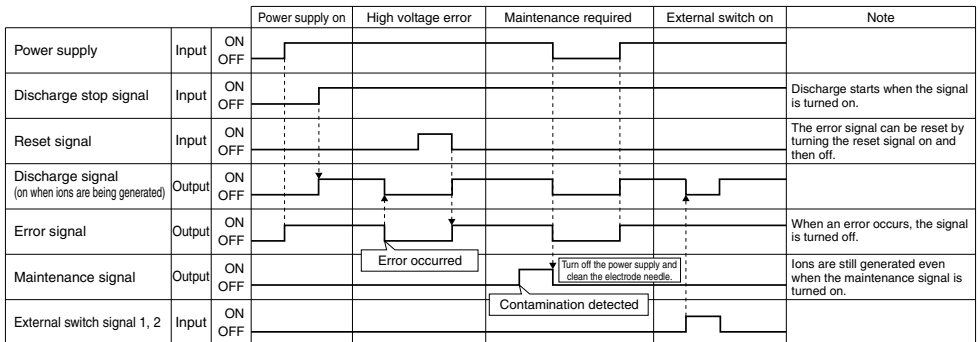 Power supply on
High voltage error
Maintenance required
External switch on
Note
Power supply
Input
ON
OFF
Discharge stop signal
Input
ON
OFF
Discharge starts when the signal
is turned on.
Reset signal
Input
ON
OFF
The error signal can be reset by
turning the reset signal on and
then off.
Discharge signal
(on when ions are being generated)
Output
ON
OFF
Error signal
Output
ON
OFF
When an error occurs, the signal
is turned off.
Error occurred
Maintenance signal
Output
ON
OFF
Turn off the power supply and
clean the electrode needle.
Ions are still generated even
when the maintenance signal is
turned on.
Contamination detected
External switch signal 1, 2
Input
ON
OFF